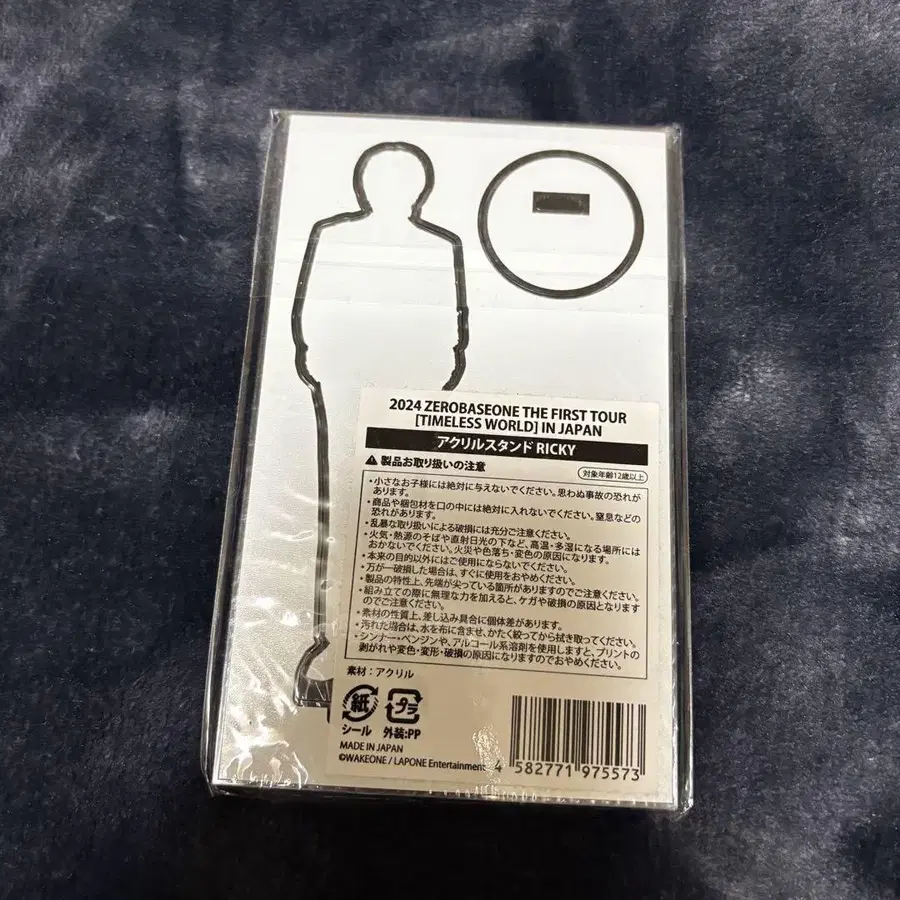 2024 ZEROBASEONE THE FIRST TOUR
[TIMELESS WORLD] IN JAPAN
アクリルスタンド RICKY
製品お取り扱いの注意
対象年齢12歳以上
・小さなお子様には絶対に与えないでください。思わぬ事故の恐れが
あります。
・商品や梱包材を口の中には絶対に入れないでください。窒息などの
恐れがあります。
・乱暴な取り扱いによる破損には充分ご注意ください。
・火気・熱源のそばや直射日光の下など、高温・多湿になる場所には
おかないでください。火災や色落ち・変色の原因になります。
・本来の目的以外にはご使用にならないでください。
・万が一破損した場合は、すぐに使用をおやめください。
・製品の特性上、先端が尖っている箇所がありますのでご注意ください。
・組み立ての際に無理な力を加えると、ケガや破損の原因となります
のでご注意ください。
・素材の性質上、差し込み具合に個体差があります。
・汚れた場合は、水を布に含ませ、かたく絞ってから拭き取ってください。
・シンナー・ベンジンや、アルコール系溶剤を使用しますと、プリントの
剥がれや変色・変形・破損の原因になりますのでおやめください。
素材：アクリル
紙 プラ
シール 外装:PP
MADE IN JAPAN
©WAKEONE / LAPONE Entertainment
4 582771 975573